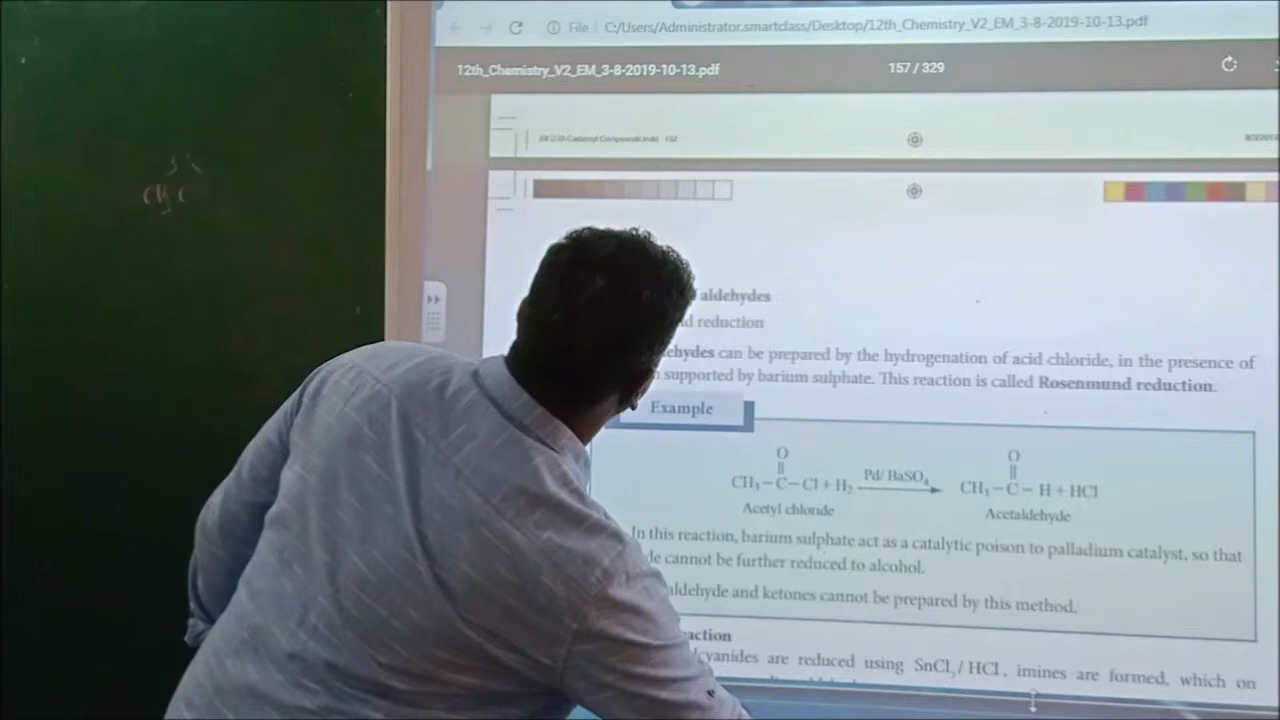 File C:/Users/Administrator.smartclass/Desktop/12th_Chemistry_V2_EM_3-8-2019-10-13.pdf
12th_Chemistry_V2_EM_3-8-2019-10-13.pdf 157 / 329
aldehydes
reduction
can be prepared by the hydrogenation of acid chloride, in the presence of
supported by barium sulphate. This reaction is called Rosenmund reduction.
Example
O O
CH₃–C–Cl + H₂ Pd/ BaSO₄ CH₃–C–H + HCl
Acetyl chloride Acetaldehyde
In this reaction, barium sulphate act as a catalytic poison to palladium catalyst, so that
cannot be further reduced to alcohol.
and ketones cannot be prepared by this method.
are reduced using SnCl₂ / HCl, imines are formed, which on